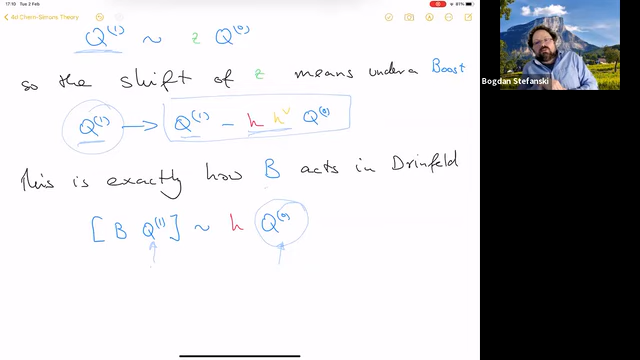 17:10 Tue 2 Feb
61%
4d Chern-Simons Theory
Q⁽¹⁾ ~ z Q⁽⁰⁾
so the shift of z means under a Boost
Q⁽¹⁾ → Q⁽¹⁾ - ħ h^v Q⁽⁰⁾
This is exactly how B acts in Drinfeld
[B Q⁽¹⁾] ~ ħ Q⁽⁰⁾
Bogdan Stefanski